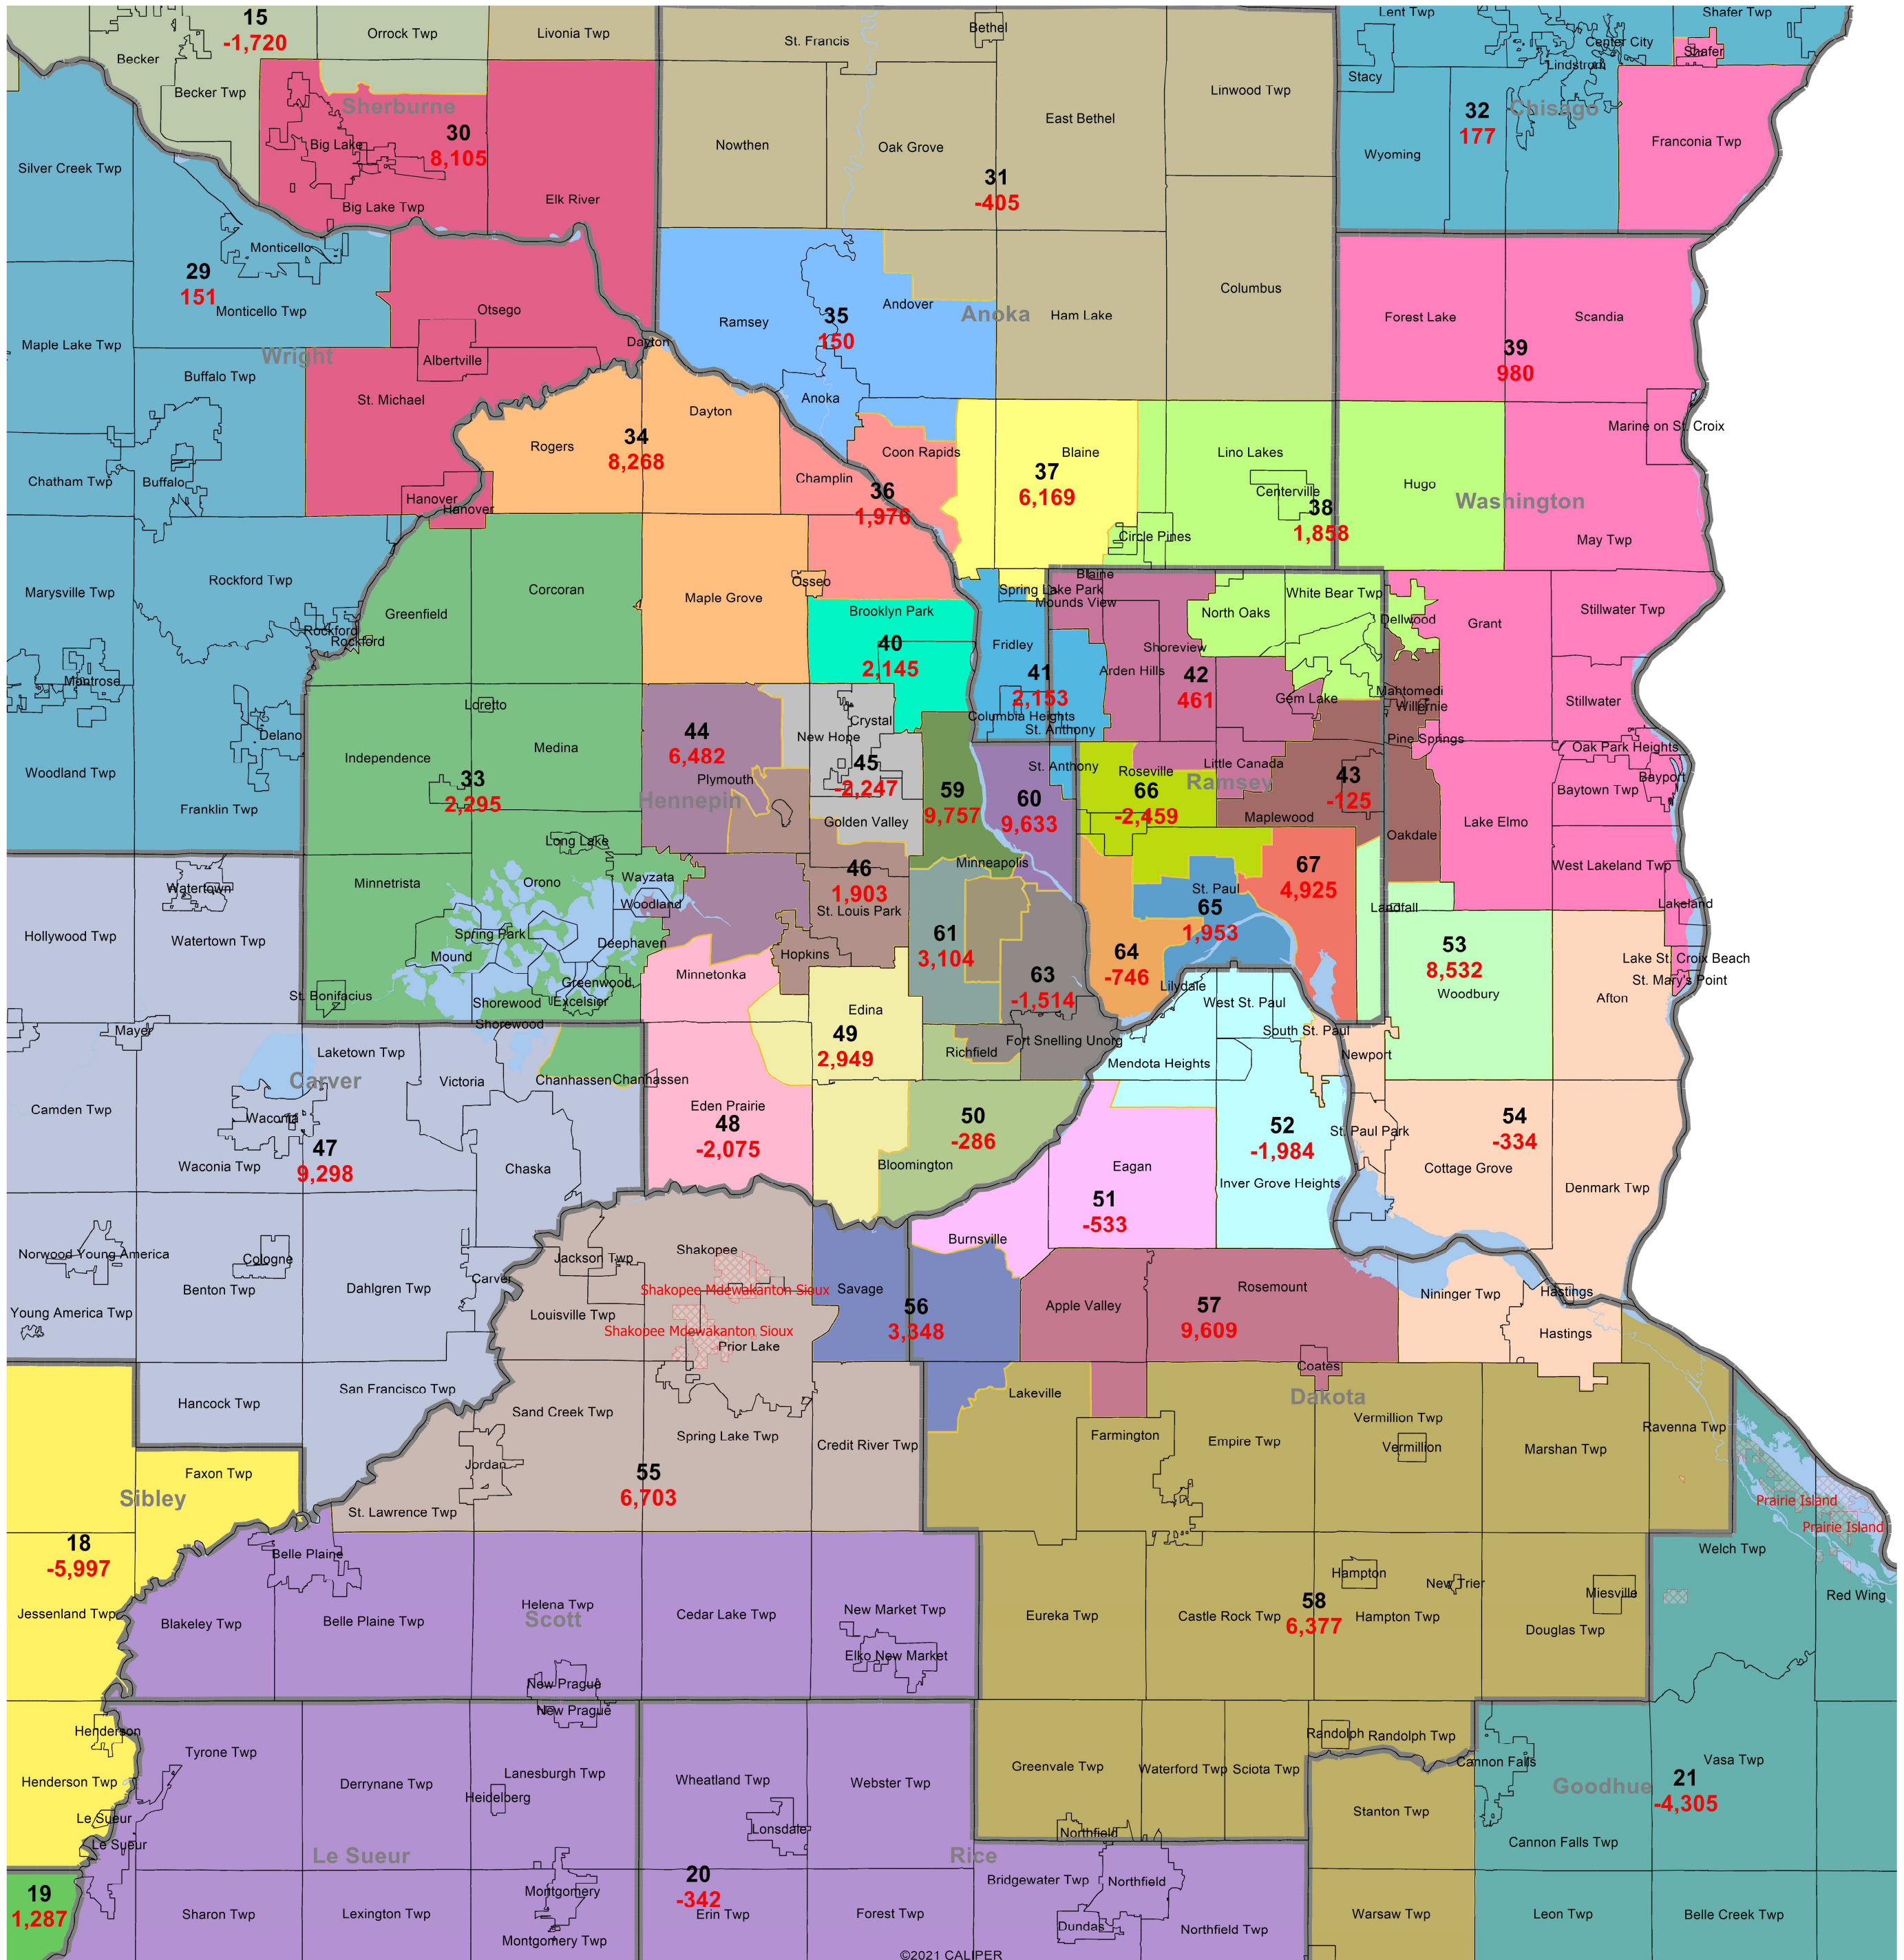 15
-1,720
Orrock Twp
Livonia Twp
St. Francis
Bethel
Lent Twp
Shafer Twp
Center City
Shafer
Lindstrom
Becker
Becker Twp
Stacy
Linwood Twp
Sherburne
30
8,105
Big Lake
Big Lake Twp
Elk River
Nowthen
Oak Grove
East Bethel
31
-405
32
177
Chisago
Wyoming
Franconia Twp
Silver Creek Twp
29
151
Monticello
Monticello Twp
Otsego
Maple Lake Twp
Wright
Albertville
Buffalo Twp
St. Michael
Dayton
Ramsey
35
150
Andover
Anoka
Ham Lake
Columbus
Forest Lake
Scandia
39
980
Anoka
Dayton
Rogers
34
8,268
Champlin
Coon Rapids
36
1,976
Blaine
37
6,169
Lino Lakes
Centerville
38
1,858
Circle Pines
Hugo
Washington
Marine on St. Croix
May Twp
Chatham Twp
Buffalo
Hanover
Hanover
Marysville Twp
Rockford Twp
Rockford
Rockford
Greenfield
Corcoran
Maple Grove
Osseo
Brooklyn Park
40
2,145
Spring Lake Park
Blaine
Mounds View
Fridley
41
2,153
Columbia Heights
St. Anthony
North Oaks
White Bear Twp
Dellwood
Grant
Stillwater Twp
Shoreview
Arden Hills
42
461
Gem Lake
Mahtomedi
Willernie
Stillwater
Montrose
Loretto
Delano
Woodland Twp
Franklin Twp
Independence
Medina
33
2,295
44
6,482
Plymouth
Hennepin
Crystal
New Hope
45
-2,247
Golden Valley
59
9,757
60
9,633
St. Anthony
Roseville
66
-2,459
Little Canada
Ramsey
43
-125
Maplewood
Pine Springs
Oakdale
Lake Elmo
Oak Park Heights
Bayport
Baytown Twp
West Lakeland Twp
Long Lake
Minneapolis
Minnetrista
Orono
Wayzata
Woodland
46
1,903
St. Louis Park
St. Paul
65
1,953
67
4,925
Landfall
Lakeland
Watertown
Hollywood Twp
Watertown Twp
Spring Park
Mound
Deephaven
Greenwood
Excelsior
Shorewood
St. Bonifacius
Minnetonka
Hopkins
61
3,104
63
-1,514
64
-746
Lilydale
West St. Paul
53
8,532
Woodbury
Lake St. Croix Beach
St. Mary's Point
Afton
Edina
49
2,949
Richfield
Fort Snelling Unorg
Mendota Heights
South St. Paul
Newport
Mayer
Shorewood
Laketown Twp
Carver
Victoria
Chanhassen
Chanhassen
Camden Twp
Waconia
Waconia Twp
47
9,298
Chaska
Eden Prairie
48
-2,075
50
-286
Bloomington
Eagan
51
-533
52
-1,984
Inver Grove Heights
St. Paul Park
54
-334
Cottage Grove
Denmark Twp
Norwood Young America
Cologne
Benton Twp
Dahlgren Twp
Carver
Young America Twp
Jackson Twp
Shakopee
Shakopee Mdewakanton Sioux
Louisville Twp
Shakopee Mdewakanton Sioux
Prior Lake
Savage
56
3,348
Burnsville
Apple Valley
57
9,609
Rosemount
Nininger Twp
Hastings
Hastings
Coates
Dakota
Hancock Twp
San Francisco Twp
Sand Creek Twp
Spring Lake Twp
Credit River Twp
Lakeville
Farmington
Empire Twp
Vermillion Twp
Vermillion
Marshan Twp
Ravenna Twp
Faxon Twp
Sibley
Jordan
55
6,703
St. Lawrence Twp
Prairie Island
Prairie Island
18
-5,997
Belle Plaine
Welch Twp
Red Wing
Jessenland Twp
Blakeley Twp
Belle Plaine Twp
Helena Twp
Scott
Cedar Lake Twp
New Market Twp
Elko New Market
Eureka Twp
Castle Rock Twp
58
6,377
Hampton
Hampton Twp
New Trier
Miesville
Douglas Twp
New Prague
New Prague
Henderson
Henderson Twp
Tyrone Twp
Derrynane Twp
Lanesburgh Twp
Heidelberg
Wheatland Twp
Webster Twp
Lonsdale
Greenvale Twp
Waterford Twp
Sciota Twp
Randolph
Randolph Twp
Cannon Falls
Stanton Twp
Vasa Twp
Goodhue
21
-4,305
Cannon Falls Twp
Le Sueur
Le Sueur
Le Sueur
Northfield
Rice
19
1,287
Sharon Twp
Lexington Twp
Montgomery
Montgomery Twp
20
-342
Erin Twp
Forest Twp
Bridgewater Twp
Northfield
Dundas
Northfield Twp
Warsaw Twp
Leon Twp
Belle Creek Twp
©2021 CALIPER